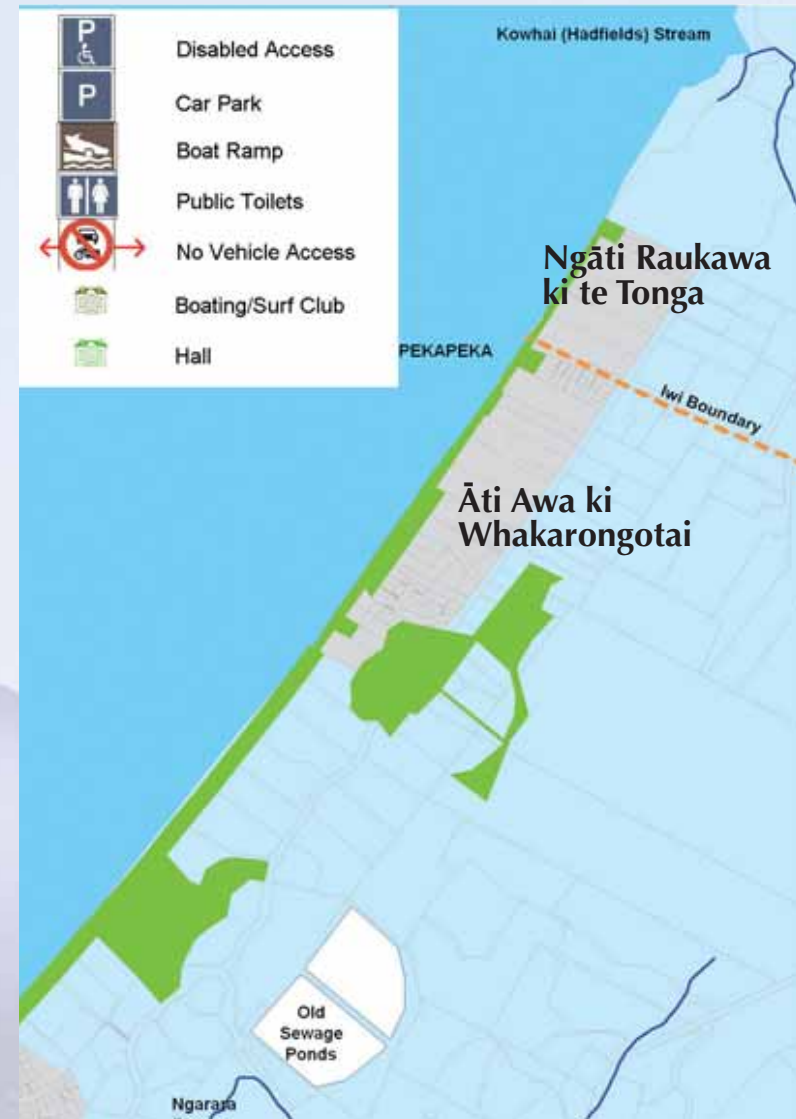 P
Disabled Access
P
Car Park
Boat Ramp
Public Toilets
No Vehicle Access
Boating/Surf Club
Hall
Kowhai (Hadfields) Stream
Ngāti Raukawa
ki te Tonga
PEKAPEKA
Iwi Boundary
Āti Awa ki
Whakarongotai
Old
Sewage
Ponds
Ngarara